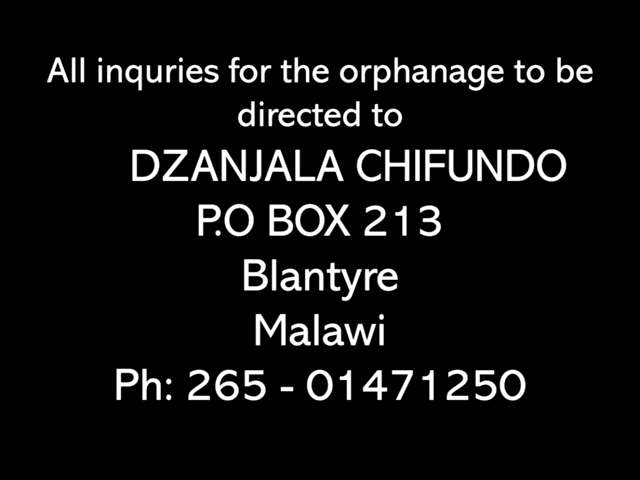 All inquries for the orphanage to be
directed to
DZANJALA CHIFUNDO
P.O BOX 213
Blantyre
Malawi
Ph: 265 - 01471250